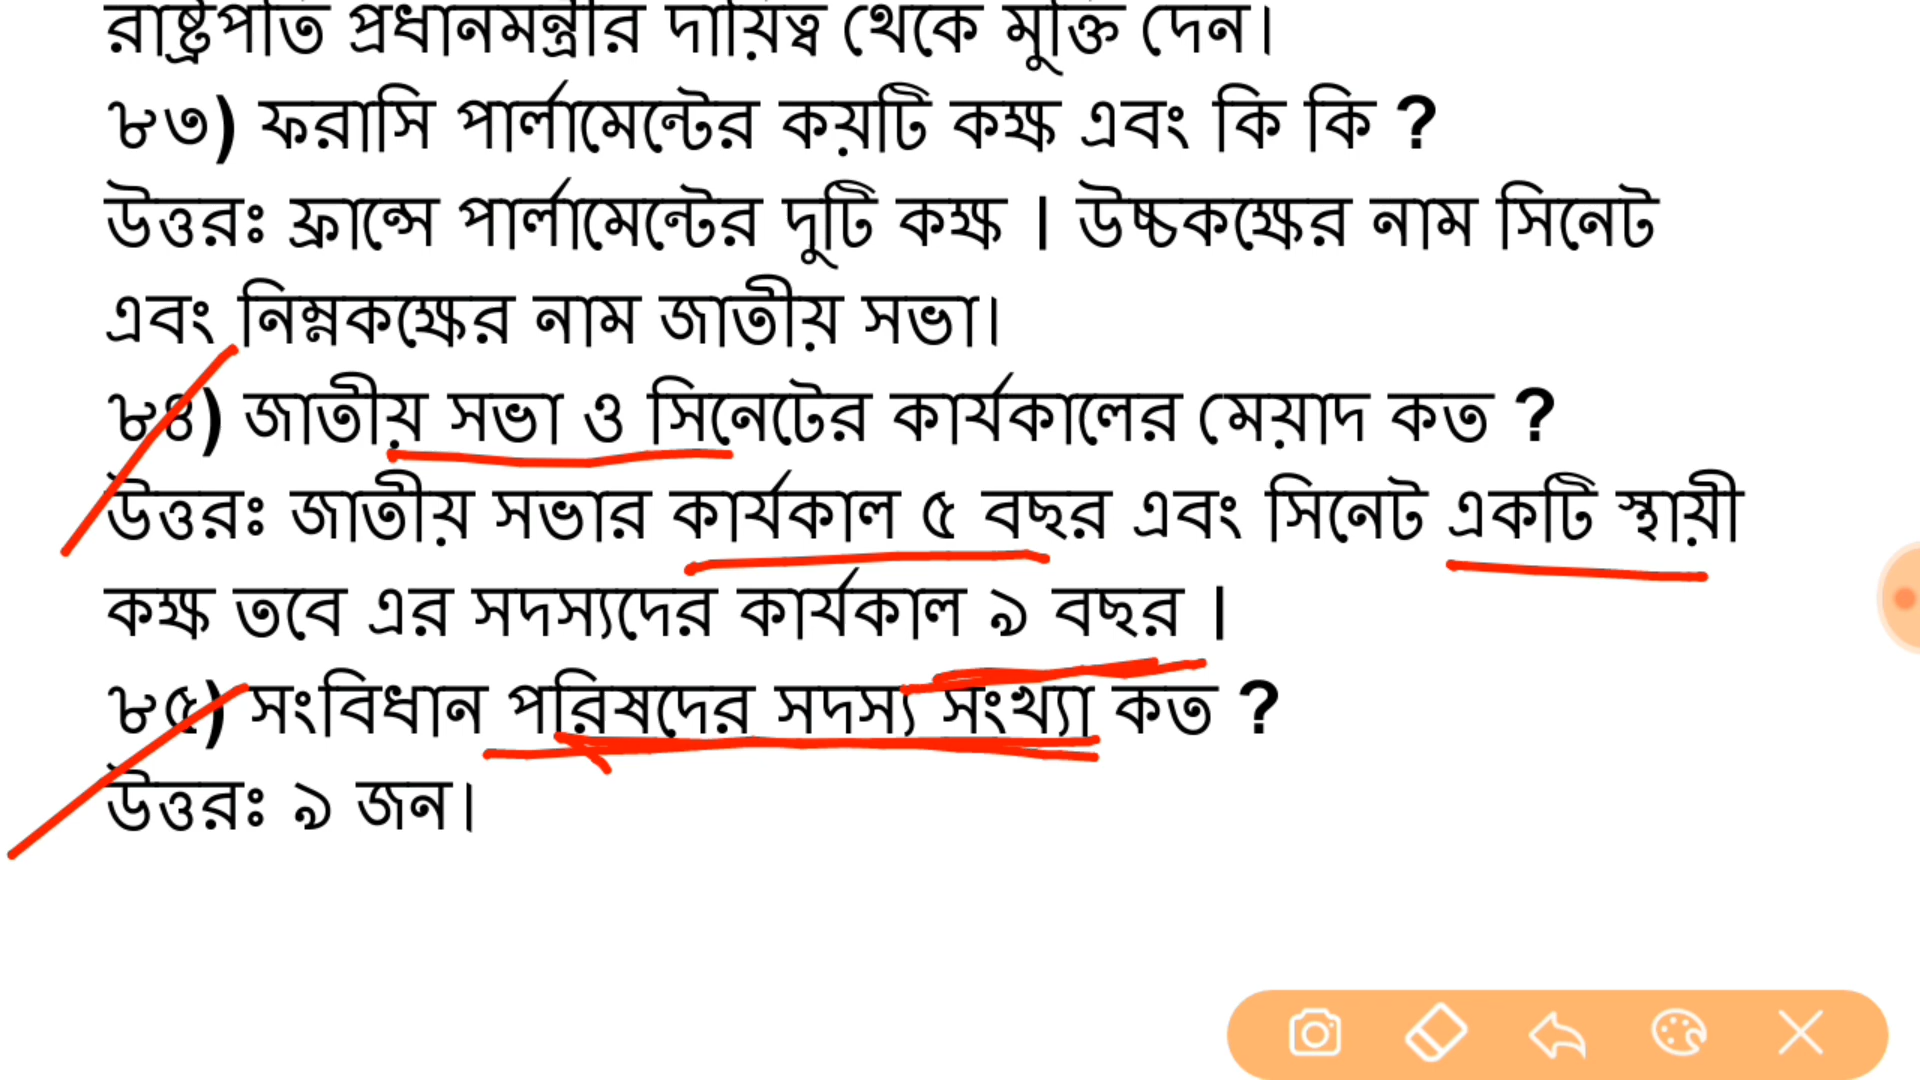 রাষ্ট্রপতি প্রধানমন্ত্রীর দায়িত্ব থেকে মুক্তি দেন।
৮৩) ফরাসি পার্লামেন্টের কয়টি কক্ষ এবং কি কি ?
উত্তরঃ ফ্রান্সে পার্লামেন্টের দুটি কক্ষ । উচ্চকক্ষের নাম সিনেট
এবং নিম্নকক্ষের নাম জাতীয় সভা।
৮৪) জাতীয় সভা ও সিনেটের কার্যকালের মেয়াদ কত ?
উত্তরঃ জাতীয় সভার কার্যকাল ৫ বছর এবং সিনেট একটি স্থায়ী
কক্ষ তবে এর সদস্যদের কার্যকাল ৯ বছর ।
৮৫) সংবিধান পরিষদের সদস্য সংখ্যা কত ?
উত্তরঃ ৯ জন।